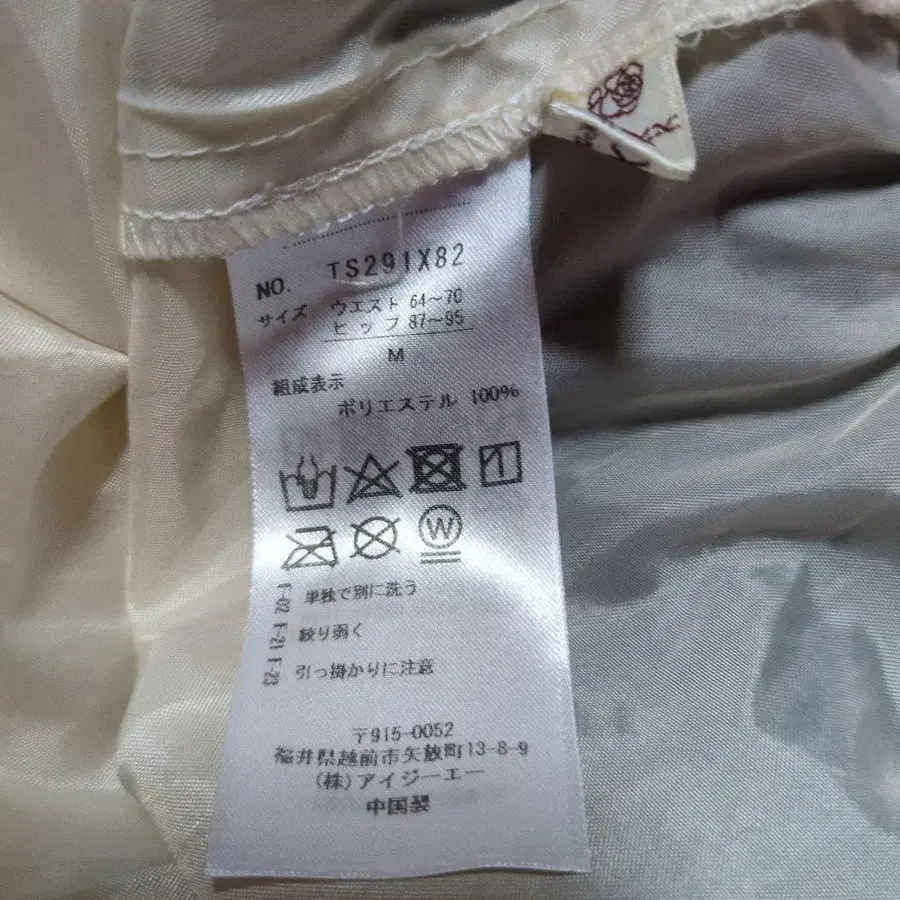 NO. TS291X82
サイズ ウエスト 64〜70
ヒップ 87〜95
M
組成表示
ポリエステル 100%
W
F-02 単独で別に洗う
F-21 絞り弱く
F-23 引っ掛かりに注意
〒915-0052
福井県越前市矢放町13-8-9
(株)アイジーエー
中国製